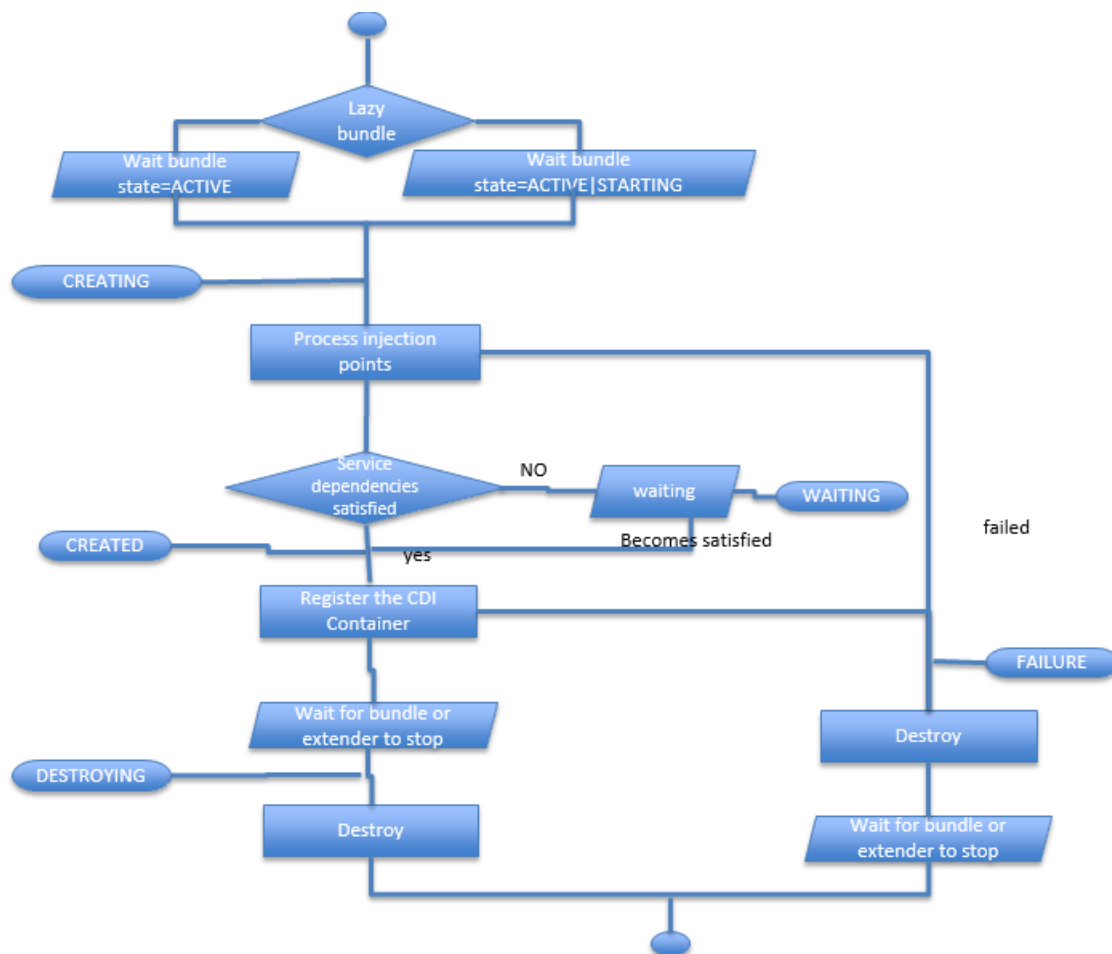 Lazy
bundle
Wait bundle
state=ACTIVE
Wait bundle
state=ACTIVE|STARTING
CREATING
Process injection
points
Service
dependencies
satisfied
NO
waiting
WAITING
Becomes satisfied
failed
CREATED
yes
Register the CDI
Container
FAILURE
Wait for bundle or
extender to stop
Destroy
DESTROYING
Destroy
Wait for bundle or
extender to stop